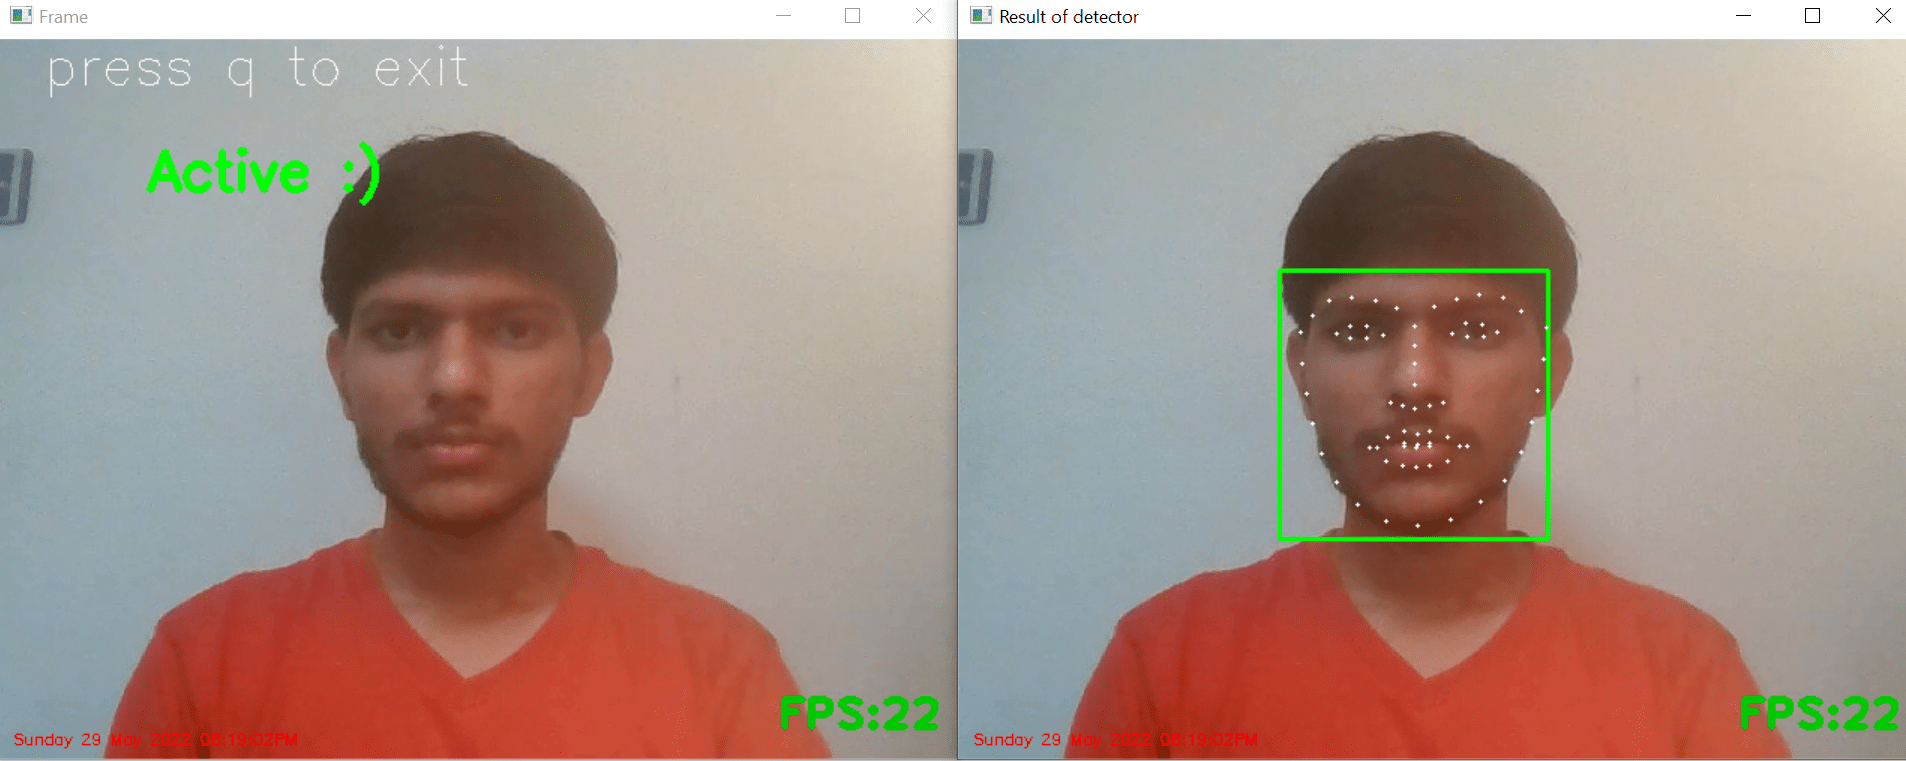 Frame
press q to exit
Active :)
FPS:22
Sunday 29 May 2022 08:19:02PM
Result of detector
FPS:22
Sunday 29 May 2022 08:19:02PM